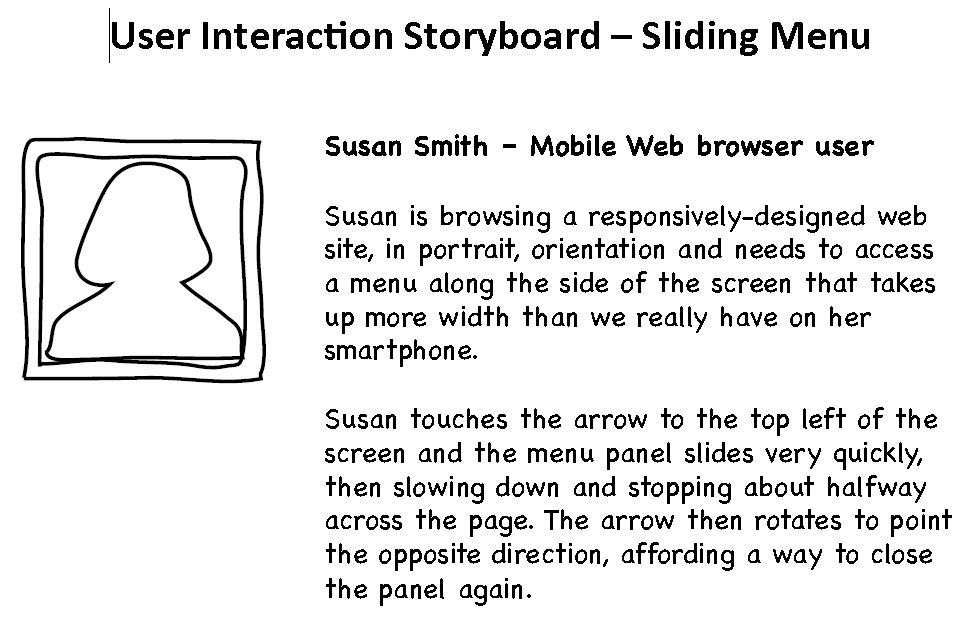 User Interaction Storyboard – Sliding Menu
Susan Smith – Mobile Web browser user
Susan is browsing a responsively-designed web
site, in portrait, orientation and needs to access
a menu along the side of the screen that takes
up more width than we really have on her
smartphone.
Susan touches the arrow to the top left of the
screen and the menu panel slides very quickly,
then slowing down and stopping about halfway
across the page. The arrow then rotates to point
the opposite direction, affording a way to close
the panel again.